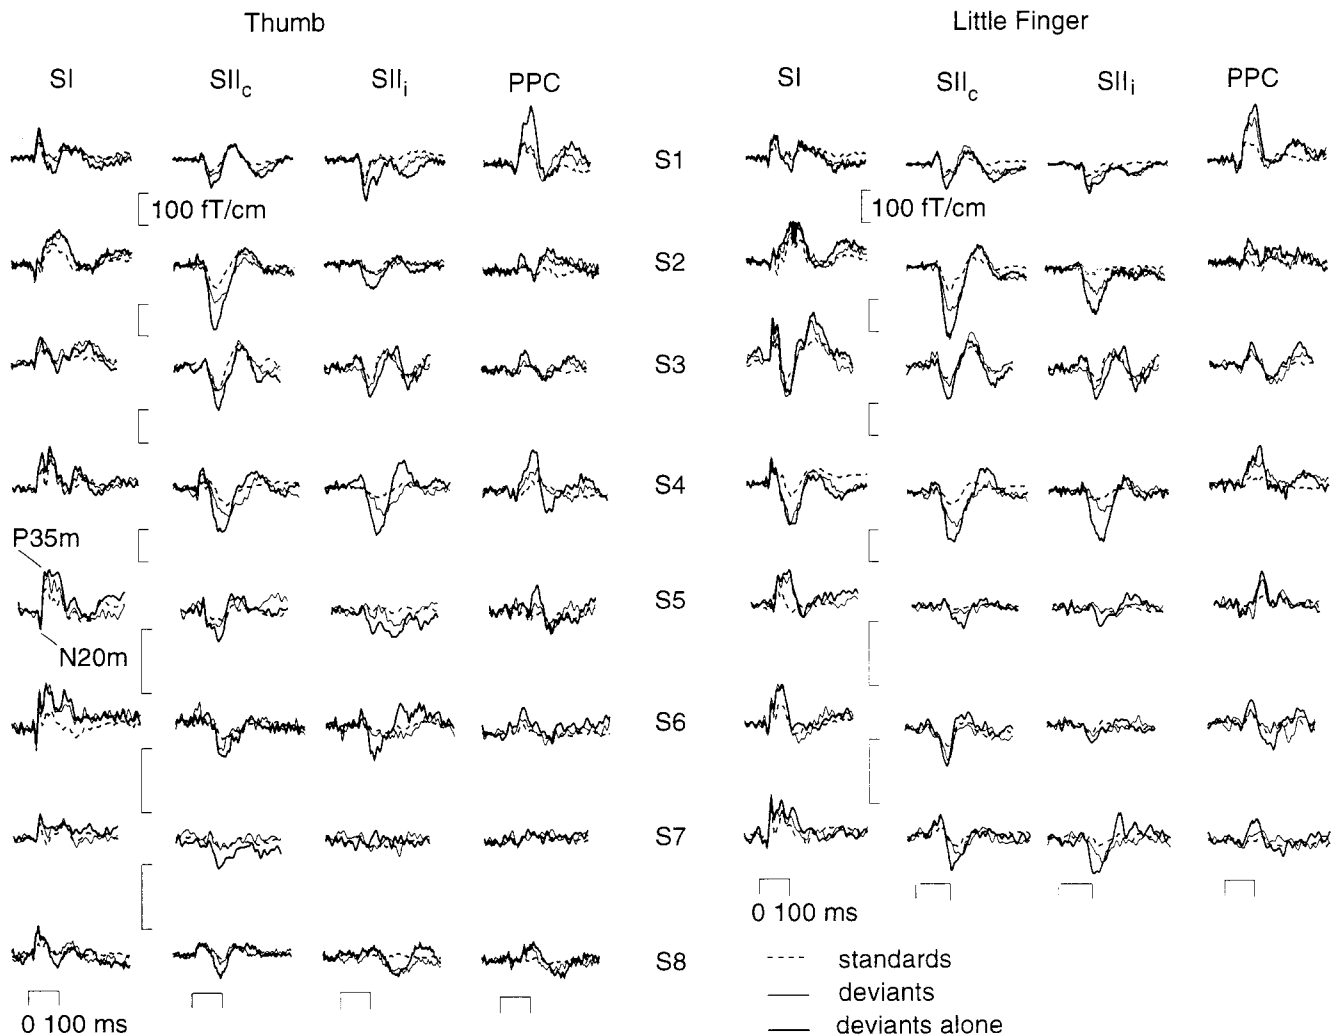 Thumb
Little Finger
SI SIIc SIIi PPC
SI SIIc SIIi PPC
S1
100 fT/cm
100 fT/cm
S2
S3
S4
P35m
S5
N20m
S6
S7
0 100 ms
S8
standards
deviants
0 100 ms
deviants alone